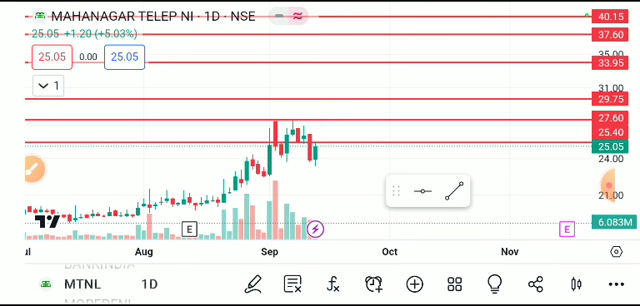 MAHANAGAR TELEP NI · 1D · NSE
25.05 +1.20 (+5.03%)
25.05 0.00 25.05
1
40.15
37.60
35.00
33.95
31.00
29.75
27.60
25.40
25.05
24.00
21.00
6.083M
E E
ul Aug Sep Oct Nov
BANKINDIA
MTNL 1D